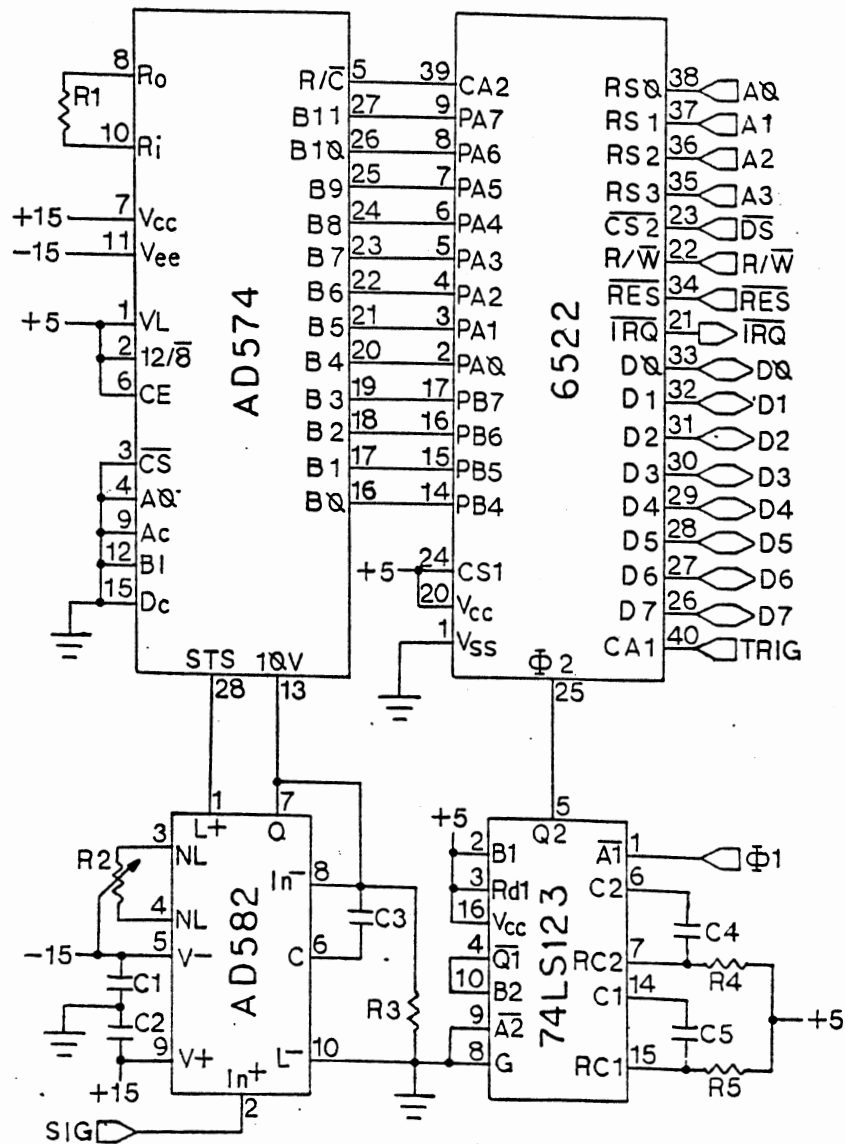 8 Ro
R1
10 Ri
+15 7 Vcc
-15 11 Vee
+5 1 VL
2 12/8̅
6 CE
3 C̅S̅
4 A0
9 Ac
12 BI
15 Dc
AD574
R/C̅ 5
B11 27
B10 26
B9 25
B8 24
B7 23
B6 22
B5 21
B4 20
B3 19
B2 18
B1 17
B0 16
STS 10V
28 13
39 CA2
9 PA7
8 PA6
7 PA5
6 PA4
5 PA3
4 PA2
3 PA1
2 PA0
17 PB7
16 PB6
15 PB5
14 PB4
+5 24 CS1
20 Vcc
1 Vss
6522
RS0 38 A0
RS1 37 A1
RS2 36 A2
RS3 35 A3
C̅S̅2̅ 23 D̅S̅
R/W̅ 22 R/W̅
R̅E̅S̅ 34 R̅E̅S̅
I̅R̅Q̅ 21 I̅R̅Q̅
D0 33 D0
D1 32 D1
D2 31 D2
D3 30 D3
D4 29 D4
D5 28 D5
D6 27 D6
D7 26 D7
CA1 40 TRIG
Φ2
25
1 7
L+ Q
3 NL
R2
4 NL
-15 5 V-
C1
C2
9 V+
+15
In+
2
SIG
AD582
In- 8
C3
C 6
R3
L- 10
5
Q2
+5
2 B1
3 Rd1
16 Vcc
4 Q̅1̅
10 B2
9 A̅2̅
8 G
74LS123
A̅1̅ 1 Φ1
C2 6
C4
RC2 7 R4
C1 14
C5
+5
RC1 15 R5